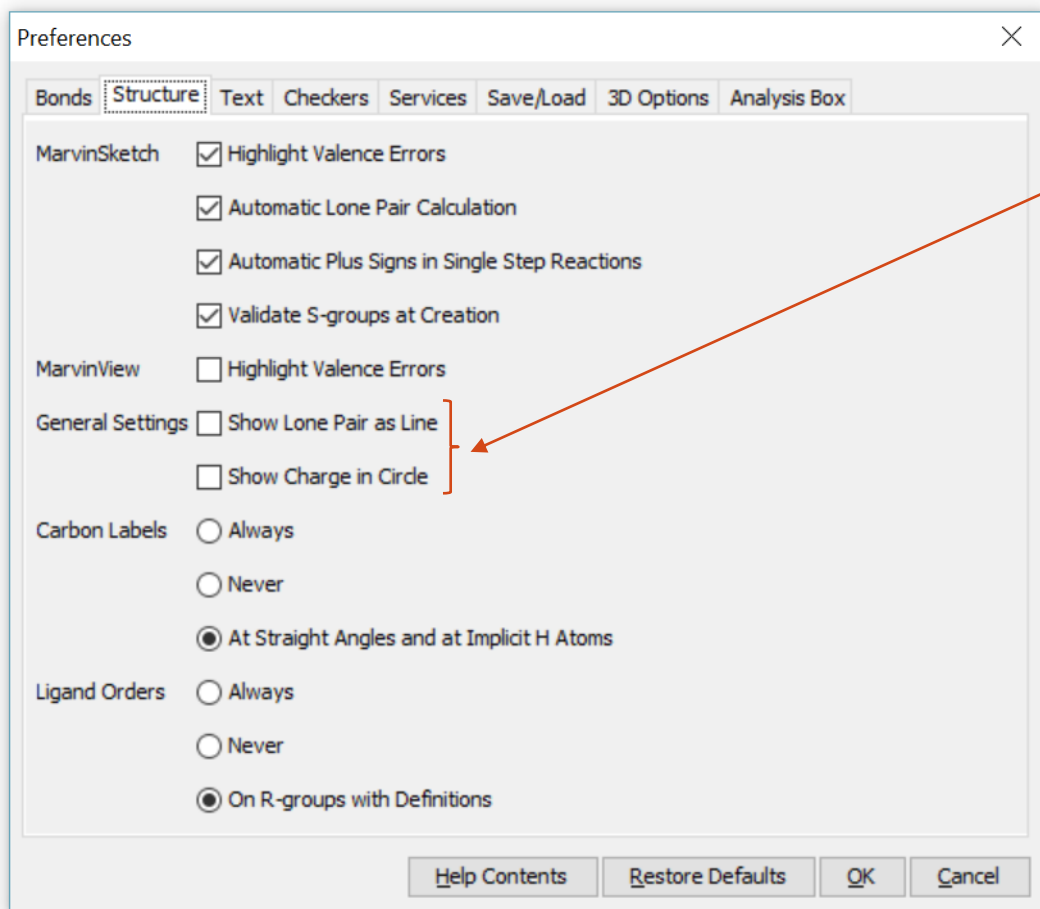 Preferences
Bonds Structure Text Checkers Services Save/Load 3D Options Analysis Box
MarvinSketch Highlight Valence Errors
Automatic Lone Pair Calculation
Automatic Plus Signs in Single Step Reactions
Validate S-groups at Creation
MarvinView Highlight Valence Errors
General Settings Show Lone Pair as Line
Show Charge in Circle
Carbon Labels Always
Never
At Straight Angles and at Implicit H Atoms
Ligand Orders Always
Never
On R-groups with Definitions
Help Contents Restore Defaults OK Cancel